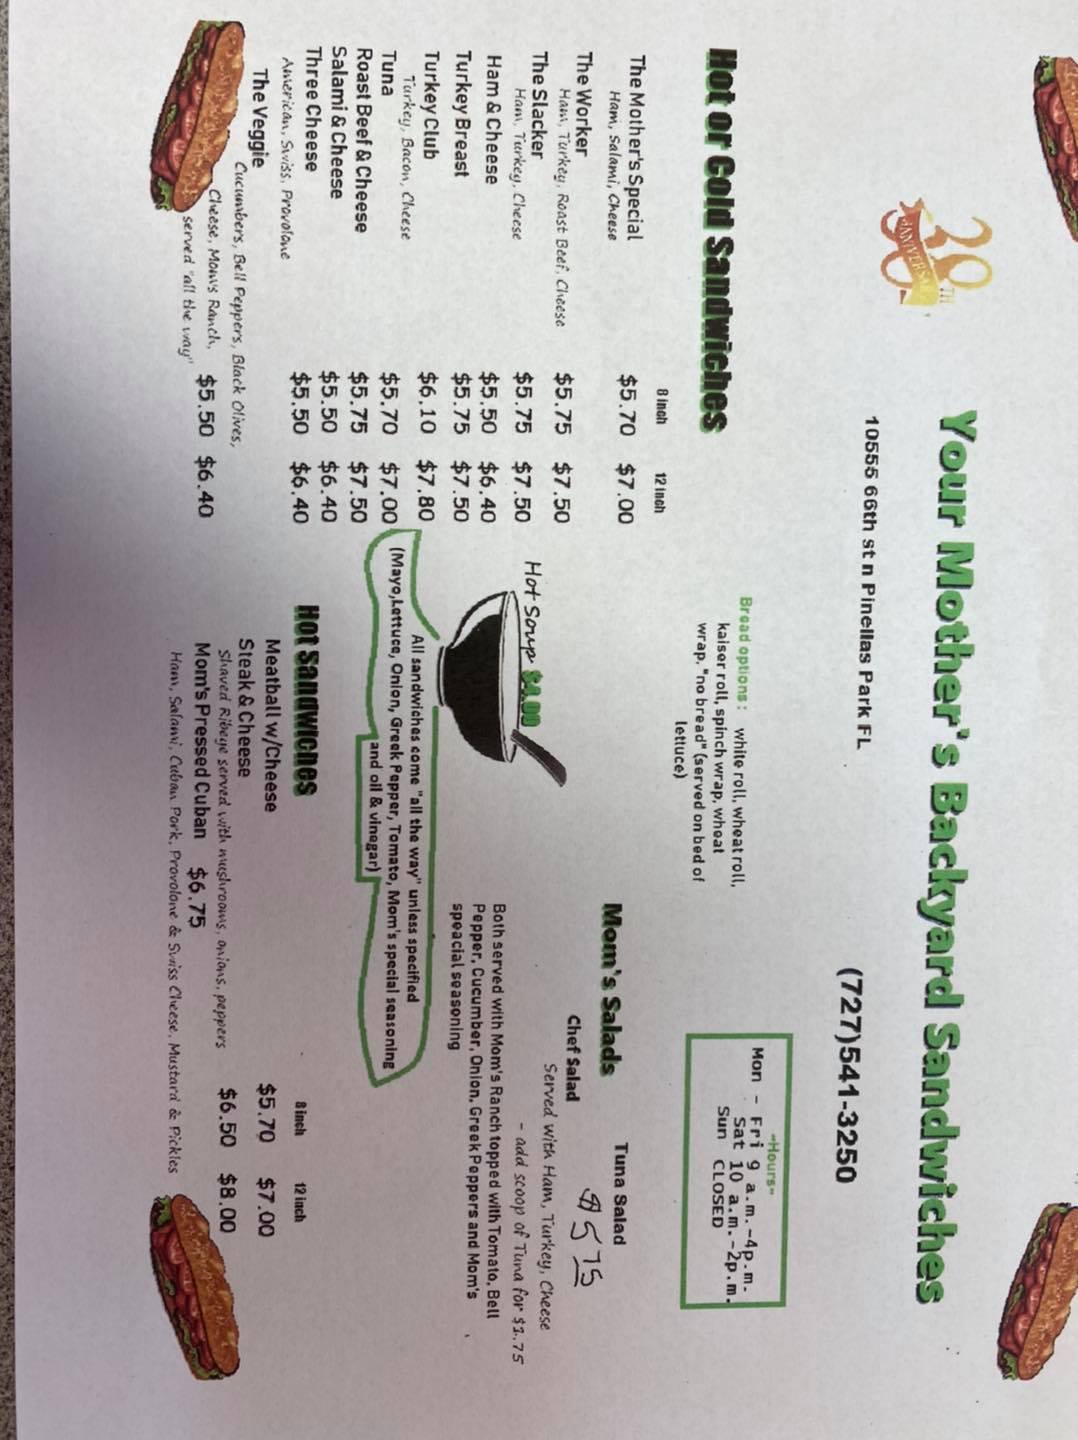 Your Mother's Backyard Sandwiches
30
TH
ANNIVERSARY
10555 66th st n Pinellas Park FL
(727)541-3250
-Hours-
Mon - Fri 9 a.m.-4p.m.
Sat 10 a.m.-2p.m.
Sun CLOSED
Hot or Cold Sandwiches
Bread options: white roll, wheat roll,
kaiser roll, spinch wrap, wheat
wrap, "no bread" (served on bed of
lettuce)
8 inch 12 inch
The Mother's Special $5.70 $7.00
Ham, Salami, Cheese
The Worker $5.75 $7.50
Ham, Turkey, Roast Beef, Cheese
The Slacker $5.75 $7.50
Ham, Turkey, Cheese
Ham & Cheese $5.50 $6.40
Turkey Breast $5.75 $7.50
Turkey Club $6.10 $7.80
Turkey, Bacon, Cheese
Tuna $5.70 $7.00
Roast Beef & Cheese $5.75 $7.50
Salami & Cheese $5.50 $6.40
Three Cheese $5.50 $6.40
American, Swiss, Provolone
The Veggie
Cucumbers, Bell Peppers, Black Olives,
Cheese, Mom's Ranch, $5.50 $6.40
served "all the way"
Hot Soup $4.00
Mom's Salads
Tuna Salad
$5.75
Chef Salad
Served with Ham, Turkey, Cheese
- add scoop of Tuna for $1.75
Both served with Mom's Ranch topped with Tomato, Bell
Pepper, Cucumber, Onion, Greek Peppers and Mom's
speacial seasoning
All sandwiches come "all the way" unless specified
(Mayo,Lettuce, Onion, Greek Pepper, Tomato, Mom's special seasoning
and oil & vinegar)
Hot Sandwiches
8 inch 12 inch
Meatball w/Cheese $5.70 $7.00
Steak & Cheese $6.50 $8.00
Shaved Ribeye served with mushrooms, onions, peppers
Mom's Pressed Cuban $6.75
Ham, Salami, Cuban Pork, Provolone & Swiss Cheese, Mustard & Pickles